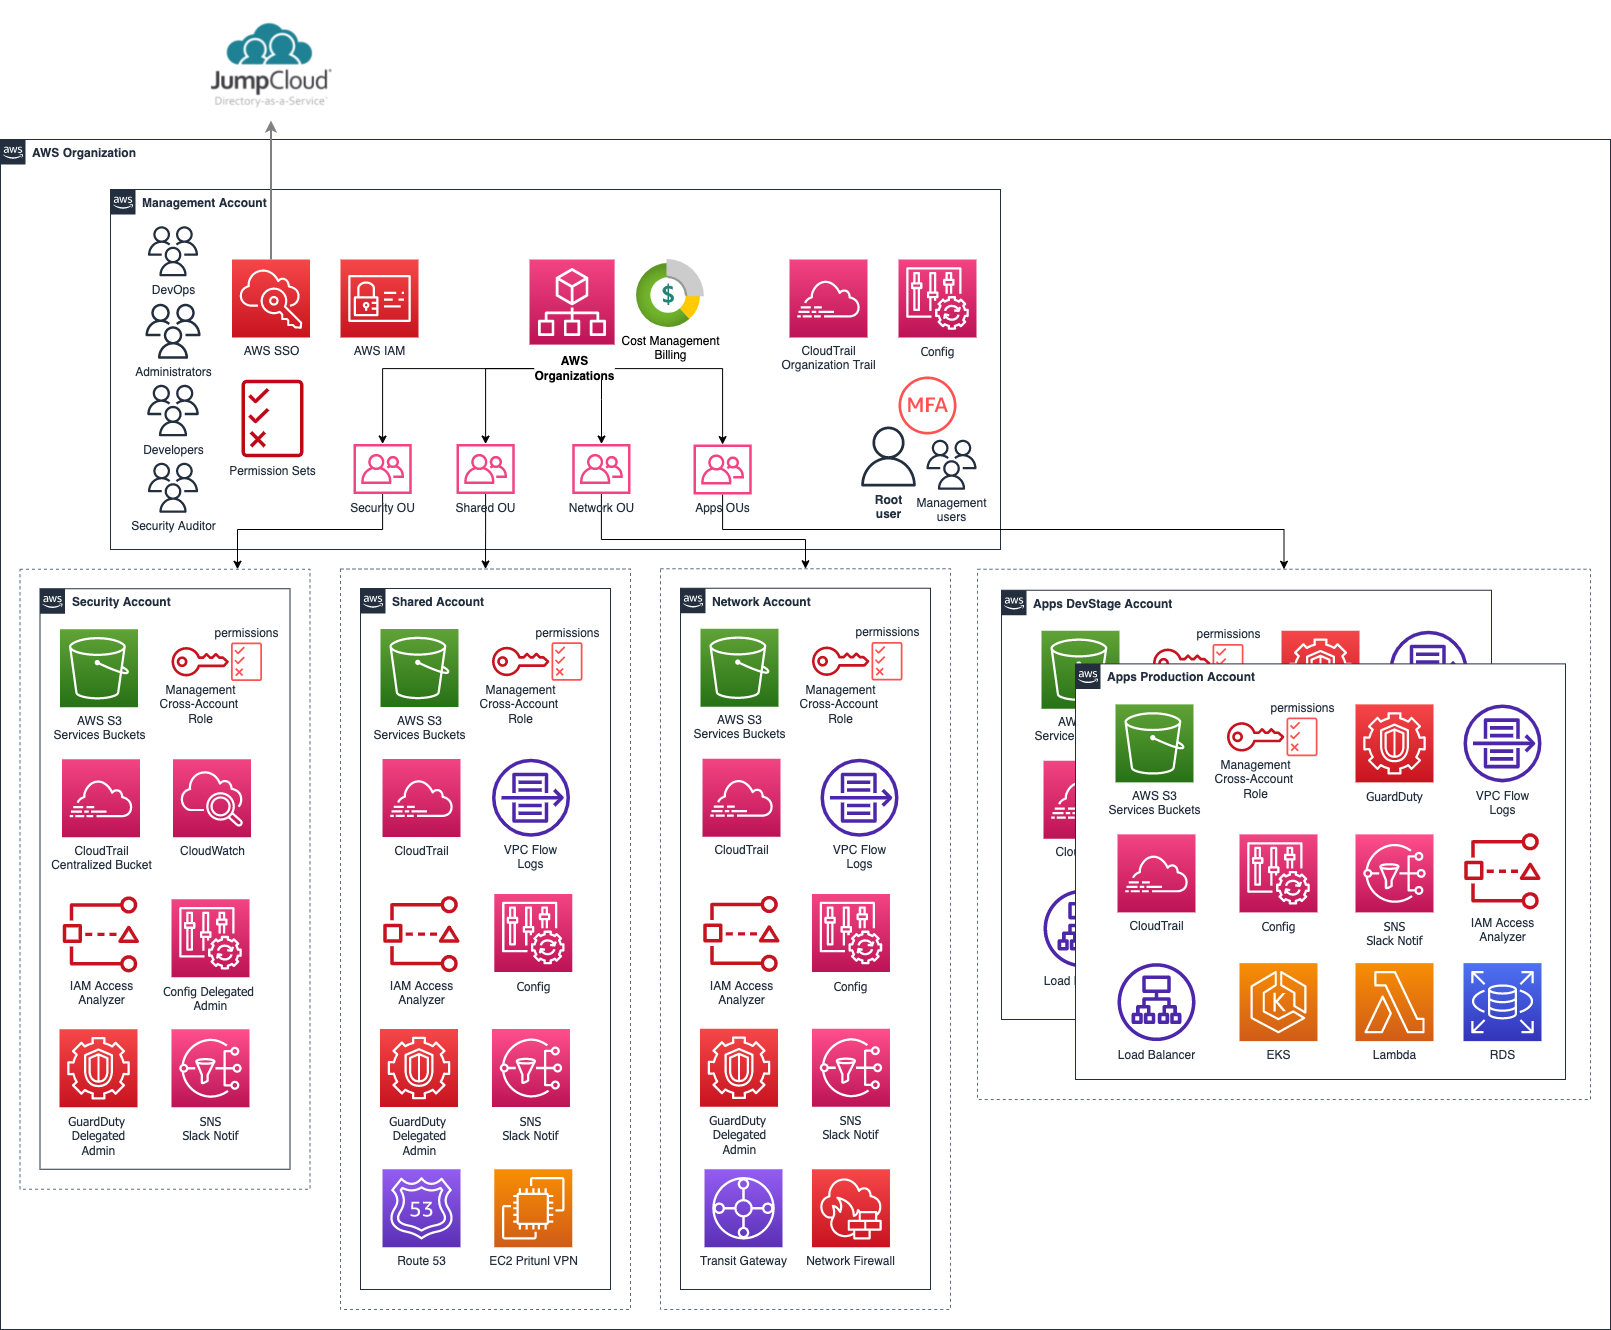 JumpCloud
Directory-as-a-Service
aws
AWS Organization
aws
Management Account
DevOps
Administrators
Developers
Security Auditor
AWS SSO
AWS IAM
Permission Sets
AWS
Organizations
$
Cost Management
Billing
CloudTrail
Organization Trail
Config
MFA
Root
user
Management
users
Security OU
Shared OU
Network OU
Apps OUs
aws
Security Account
AWS S3
Services Buckets
permissions
Management
Cross-Account
Role
CloudTrail
Centralized Bucket
CloudWatch
IAM Access
Analyzer
Config Delegated
Admin
GuardDuty
Delegated
Admin
SNS
Slack Notif
aws
Shared Account
AWS S3
Services Buckets
permissions
Management
Cross-Account
Role
CloudTrail
VPC Flow
Logs
IAM Access
Analyzer
Config
GuardDuty
Delegated
Admin
SNS
Slack Notif
53
Route 53
EC2 Pritunl VPN
aws
Network Account
AWS S3
Services Buckets
permissions
Management
Cross-Account
Role
CloudTrail
VPC Flow
Logs
IAM Access
Analyzer
Config
GuardDuty
Delegated
Admin
SNS
Slack Notif
Transit Gateway
Network Firewall
aws
Apps DevStage Account
permissions
AW
Service
Clo
Load
aws
Apps Production Account
AWS S3
Services Buckets
permissions
Management
Cross-Account
Role
GuardDuty
VPC Flow
Logs
CloudTrail
Config
SNS
Slack Notif
IAM Access
Analyzer
Load Balancer
K
EKS
Lambda
RDS